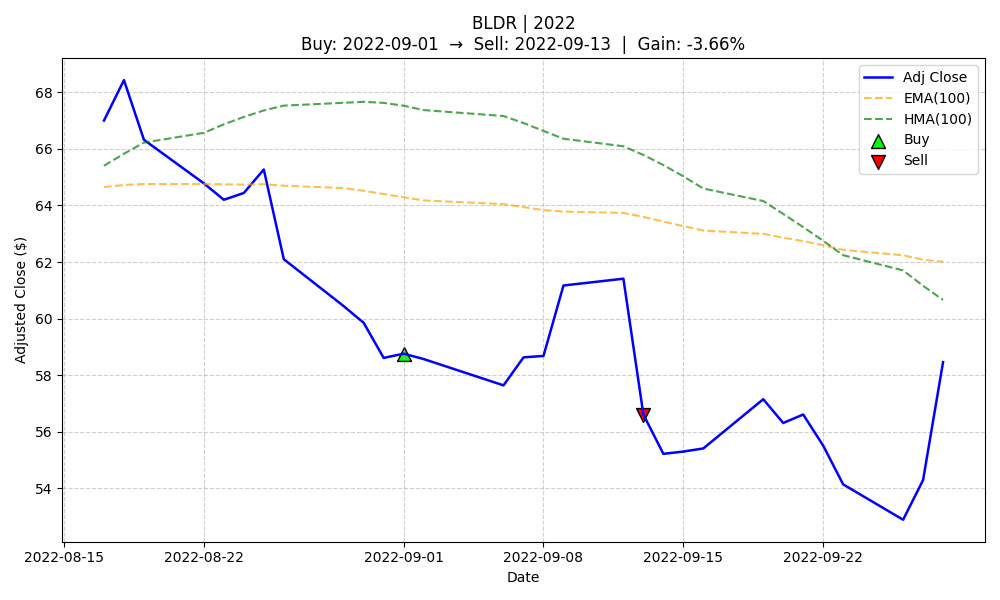 BLDR | 2022
Buy: 2022-09-01 → Sell: 2022-09-13 | Gain: -3.66%
Adj Close
EMA(100)
HMA(100)
Buy
Sell
Adjusted Close ($)
68
66
64
62
60
58
56
54
2022-08-15
2022-08-22
2022-09-01
2022-09-08
2022-09-15
2022-09-22
Date